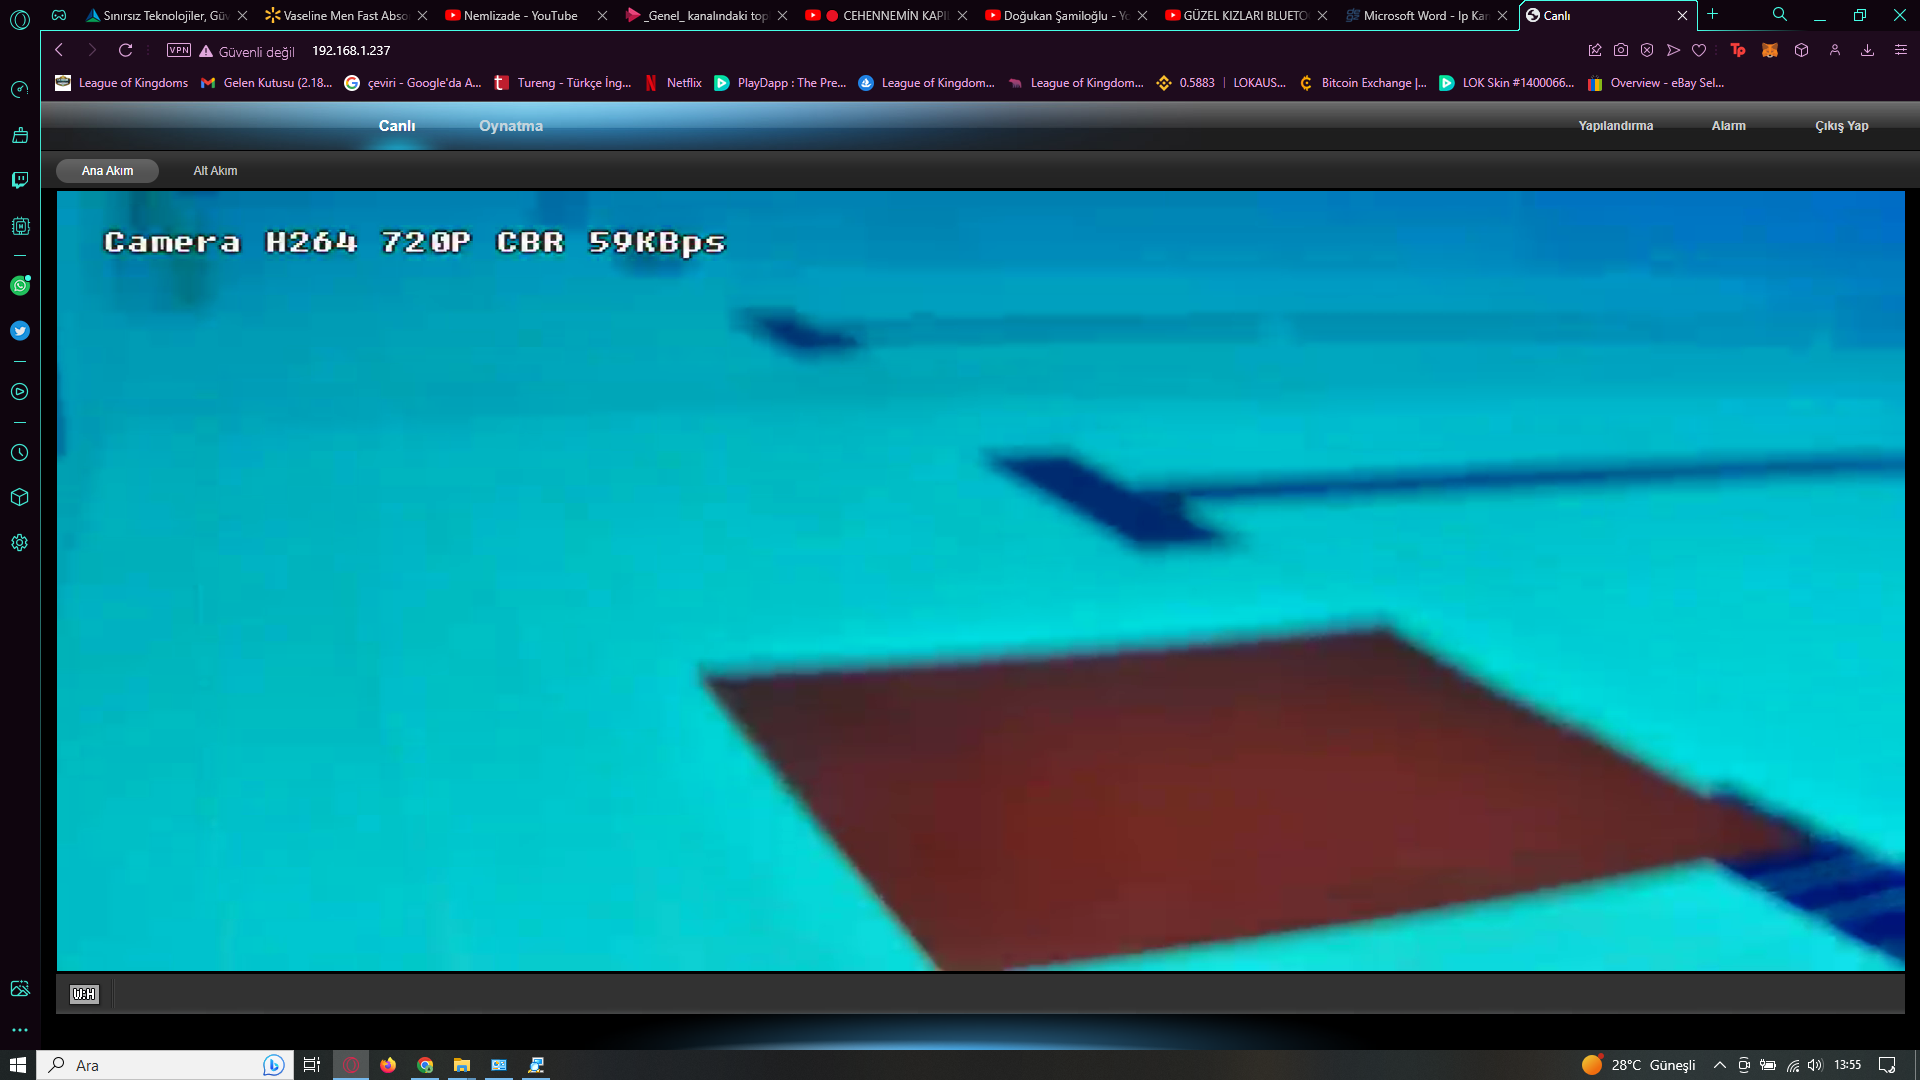 Sınırsız Teknolojiler, Güv
Vaseline Men Fast Abso
Nemlizade - YouTube
_Genel_ kanalındaki top
CEHENNEMİN KAPI
Doğukan Şamiloğlu - Yo
GÜZEL KIZLARI BLUETO
Microsoft Word - Ip Kam
Canlı
VPN
Güvenli değil
192.168.1.237
League of Kingdoms
Gelen Kutusu (2.18...
çeviri - Google'da A...
Tureng - Türkçe İng...
Netflix
PlayDapp : The Pre...
League of Kingdom...
League of Kingdom...
0.5883 | LOKAUS...
Bitcoin Exchange |...
LOK Skin #1400066...
Overview - eBay Sel...
Canlı
Oynatma
Yapılandırma
Alarm
Çıkış Yap
Ana Akım
Alt Akım
Camera H264 720P CBR 59KBps
W:H
Ara
28°C Güneşli
13:55